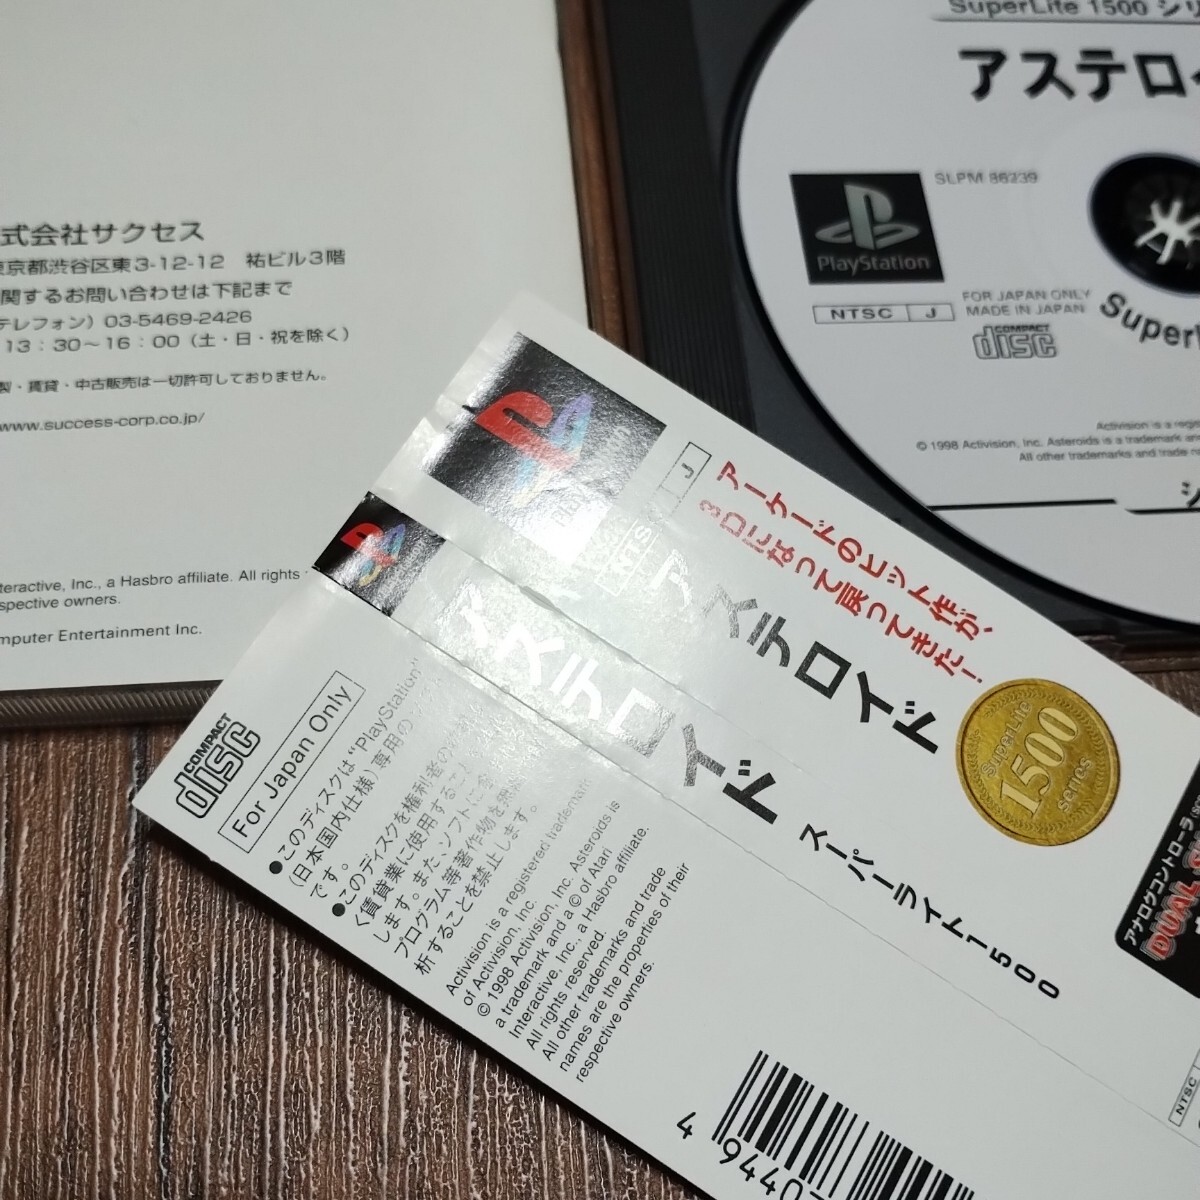 式会社サクセス
東京都渋谷区東3-12-12 祐ビル3階
関するお問い合わせは下記まで
テレフォン）03-5469-2426
13：30〜16：00（土・日・祝を除く）
製・賃貸・中古販売は一切許可しておりません。
www.success-corp.co.jp/
teractive, Inc., a Hasbro affiliate. All rights
spective owners.
mputer Entertainment Inc.
SuperLite 1500 シリ
アステロイ
SLPM 86239
PlayStation
NTSC J
FOR JAPAN ONLY
MADE IN JAPAN
COMPACT
disc
SuperL
Activision is a regis
© 1998 Activision, Inc. Asteroids is a trademark an
All other trademarks and trade na
J
NTS
アーケードのヒット作が、
3Dになって戻ってきた！
アステロイド
SuperLite
1500
series
アステロイド
スーパーライト1500
COMPACT
disc
For Japan Only
●このディスクは“PlayStation”
(日本国内仕様)専用の
です。
●このディスクを権利者の
く賃貸業に使用すること
します。また、ソフトに含
プログラム等著作物を無
析することを禁止します。
Activision is a registered trademark
of Activision, Inc.
© 1998 Activision, Inc. Asteroids is
a trademark and a © of Atari
Interactive, Inc., a Hasbro affiliate.
All rights reserved.
All other trademarks and trade
names are the properties of their
respective owners.
アナログコントローラ
DUAL
NTSC
4 94440